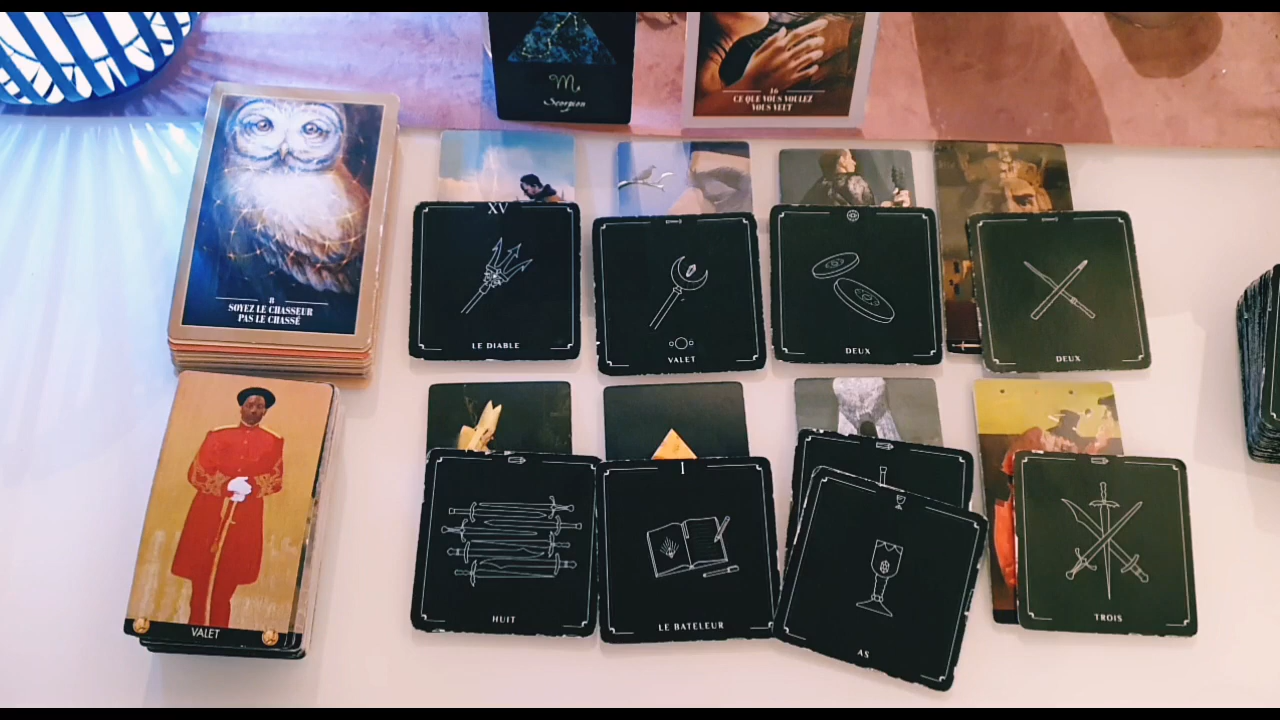 ♏
Scorpion
16
CE QUE VOUS VOULEZ
VOUS VEUT
8
SOYEZ LE CHASSEUR
PAS LE CHASSÉ
XV
LE DIABLE
VALET
DEUX
DEUX
VALET
HUIT
I
LE BATELEUR
AS
TROIS